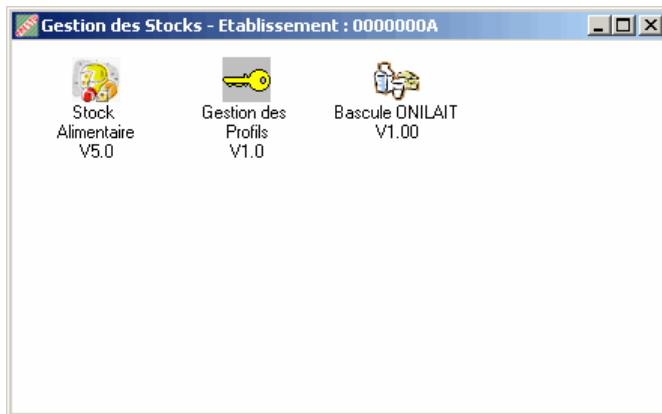 Gestion des Stocks - Etablissement : 0000000A
Stock
Alimentaire
V5.0
Gestion des
Profils
V1.0
Bascule ONILAIT
V1.00